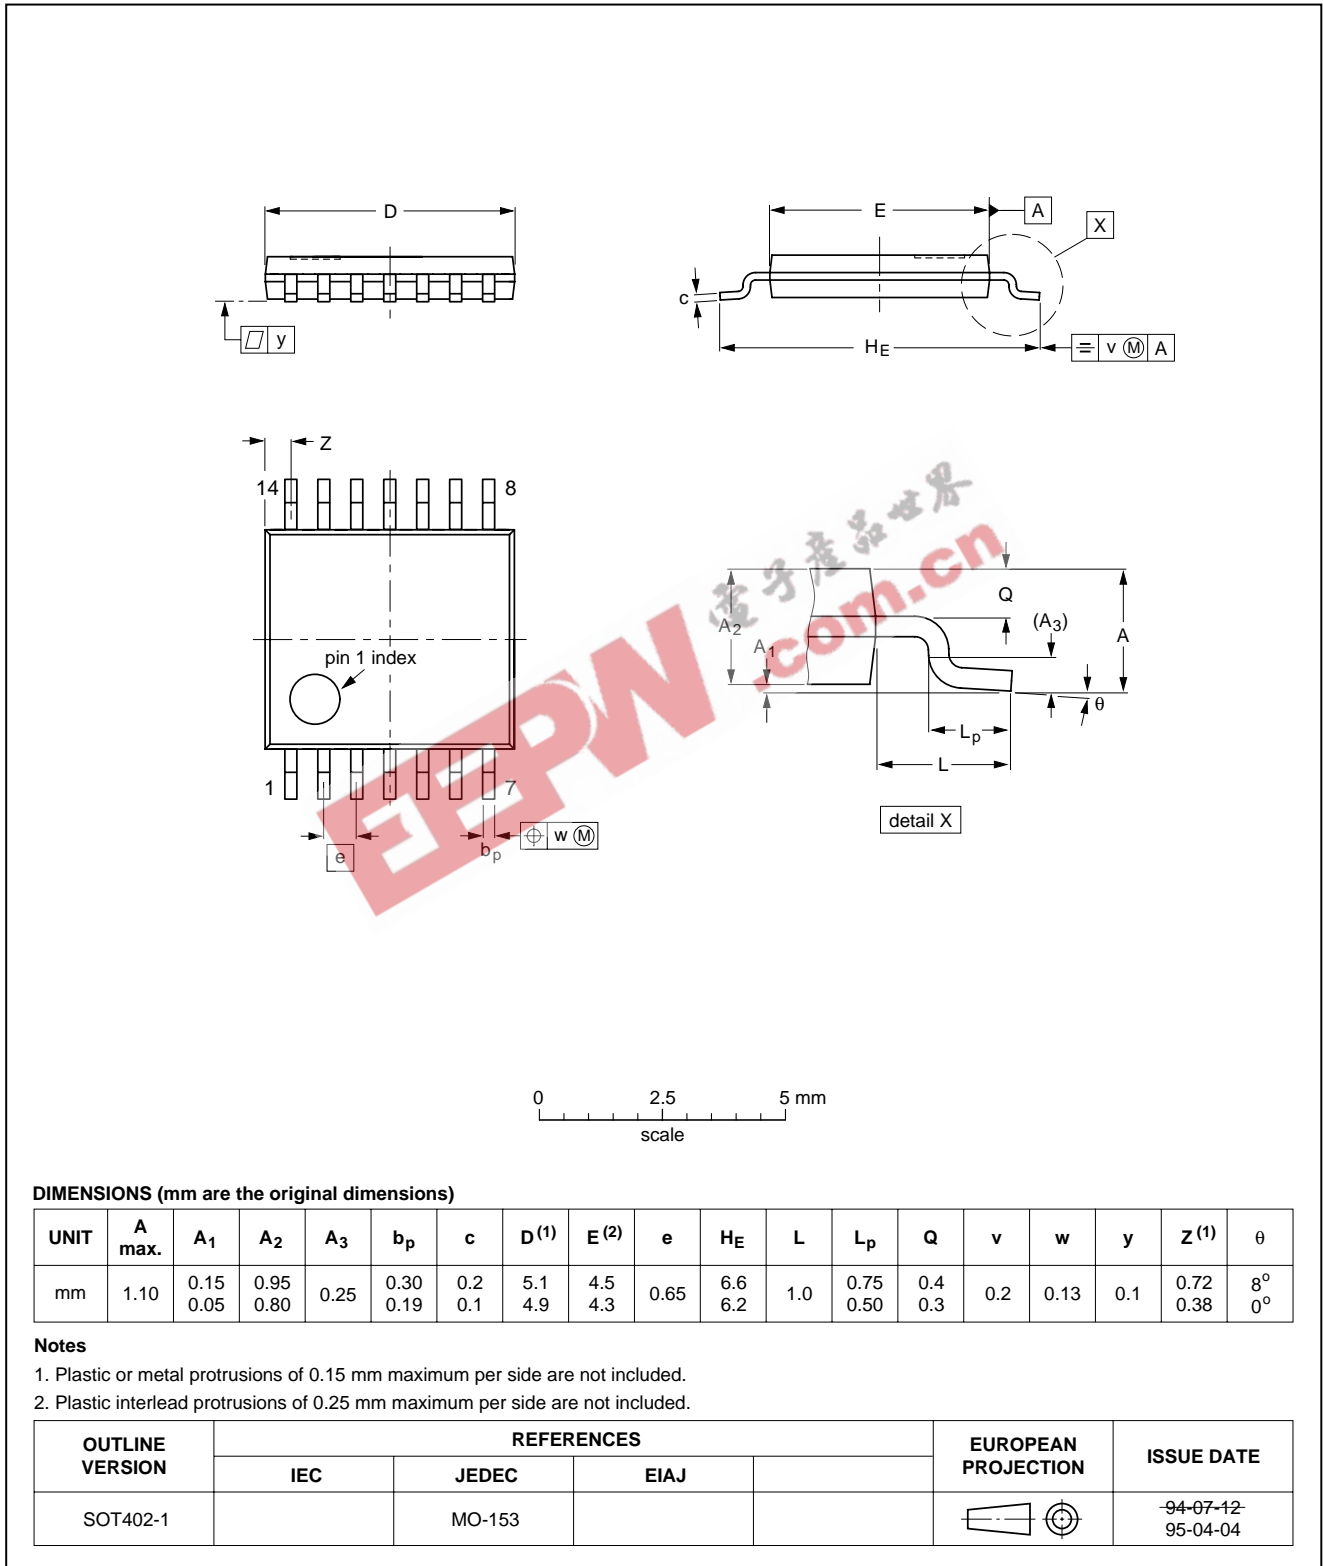 D
y
E
A
X
c
HE
v M A
Z
14
8
pin 1 index
1
7
e
bp
w M
A2
A1
Q
(A3)
A
θ
Lp
L
detail X
EEPW.com.cn
電子產品世界
0 2.5 5 mm
scale
DIMENSIONS (mm are the original dimensions)
UNIT A max. A1 A2 A3 bp c D(1) E(2) e HE L Lp Q v w y Z(1) θ
mm 1.10 0.15 0.05 0.95 0.80 0.25 0.30 0.19 0.2 0.1 5.1 4.9 4.5 4.3 0.65 6.6 6.2 1.0 0.75 0.50 0.4 0.3 0.2 0.13 0.1 0.72 0.38 8° 0°
Notes
1. Plastic or metal protrusions of 0.15 mm maximum per side are not included.
2. Plastic interlead protrusions of 0.25 mm maximum per side are not included.
OUTLINE VERSION REFERENCES EUROPEAN PROJECTION ISSUE DATE
IEC JEDEC EIAJ
SOT402-1 MO-153 94-07-12
95-04-04